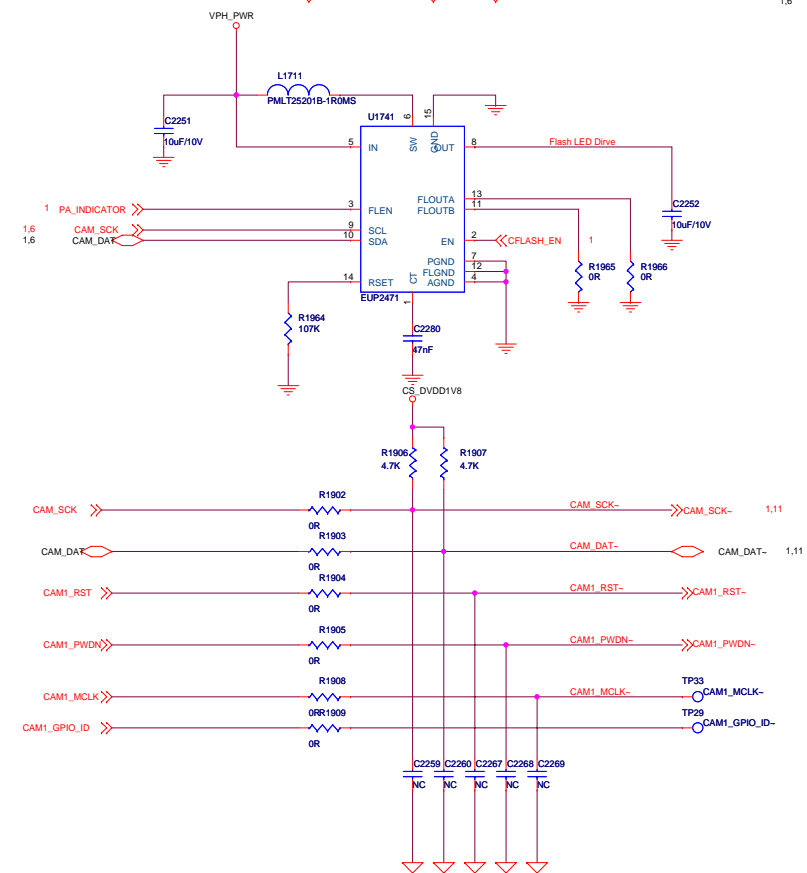 1,6
VPH_PWR
L1711
PMLT25201B-1R0MS
C2251
10uF/10V
U1741
6
15
5
IN
SW
GND
OUT
8
Flash LED Dirve
1
PA_INDICATOR
3
FLEN
FLOUTA
13
FLOUTB
11
C2252
10uF/10V
1,6
CAM_SCK
9
SCL
1,6
CAM_DAT
10
SDA
EN
2
CFLASH_EN
1
PGND
7
FLGND
12
AGND
4
R1965
0R
R1966
0R
14
RSET
CT
EUP2471
1
R1964
107K
C2280
47nF
CS_DVDD1V8
R1906
4.7K
R1907
4.7K
CAM_SCK
R1902
0R
CAM_SCK~
CAM_SCK~
1,11
CAM_DAT
R1903
0R
CAM_DAT~
CAM_DAT~
1,11
CAM1_RST
R1904
0R
CAM1_RST~
CAM1_RST~
CAM1_PWDN
R1905
0R
CAM1_PWDN~
CAM1_PWDN~
CAM1_MCLK
R1908
0R
CAM1_MCLK~
TP33
CAM1_MCLK~
CAM1_GPIO_ID
R1909
0R
TP29
CAM1_GPIO_ID~
C2259
NC
C2260
NC
C2267
NC
C2268
NC
C2269
NC